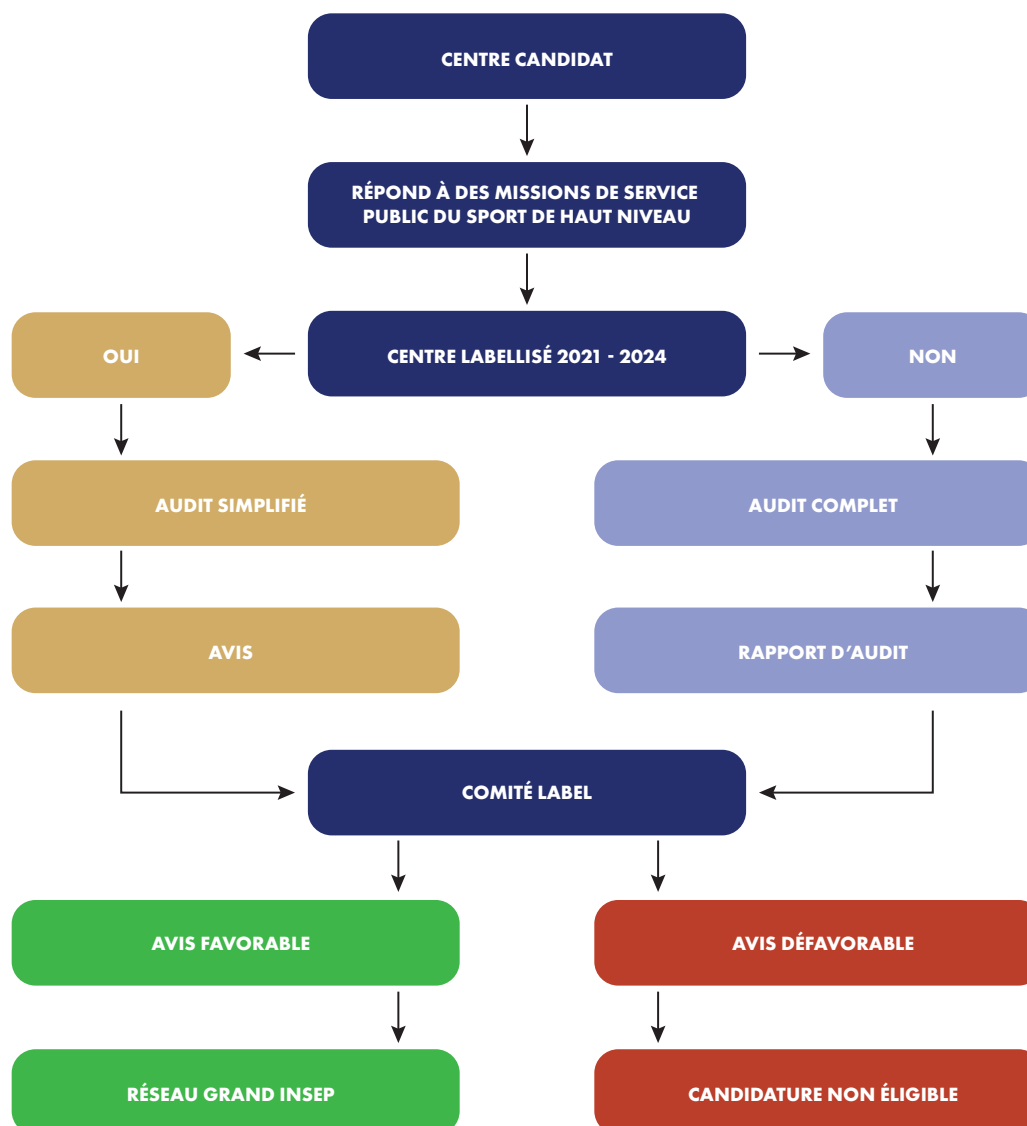 CENTRE CANDIDAT
RÉPOND À DES MISSIONS DE SERVICE
PUBLIC DU SPORT DE HAUT NIVEAU
OUI
CENTRE LABELLISÉ 2021 - 2024
NON
AUDIT SIMPLIFIÉ
AUDIT COMPLET
AVIS
RAPPORT D’AUDIT
COMITÉ LABEL
AVIS FAVORABLE
AVIS DÉFAVORABLE
RÉSEAU GRAND INSEP
CANDIDATURE NON ÉLIGIBLE